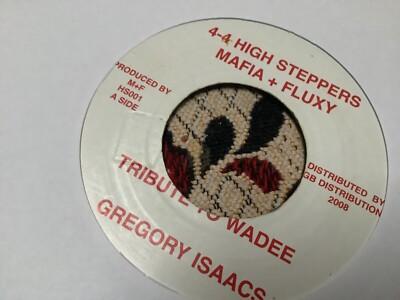 4-4 HIGH STEPPERS
MAFIA + FLUXY
PRODUCED BY
M+F
HS001
A SIDE
DISTRIBUTED BY
GB DISTRIBUTION
2008
TRIBUTE TO WADEE
GREGORY ISAACS